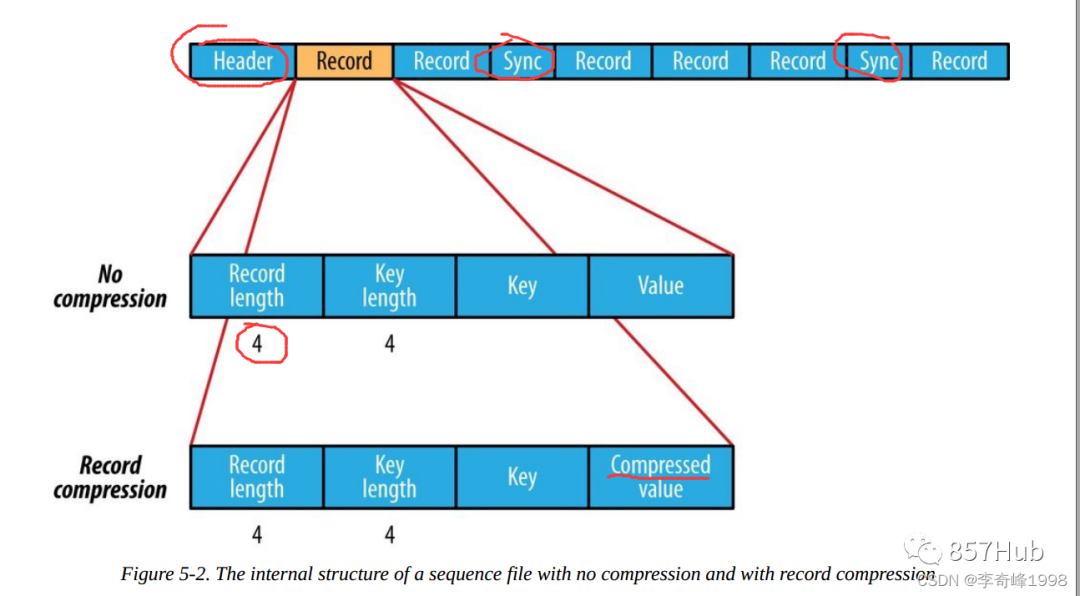 Header Record Record Sync Record Record Record Sync Record
No
compression
Record
length
Key
length
Key
Value
4 4
Record
compression
Record
length
Key
length
Key
Compressed
value
4 4
857Hub
Figure 5-2. The internal structure of a sequence file with no compression and with record compression
CSDN @李奇峰1998